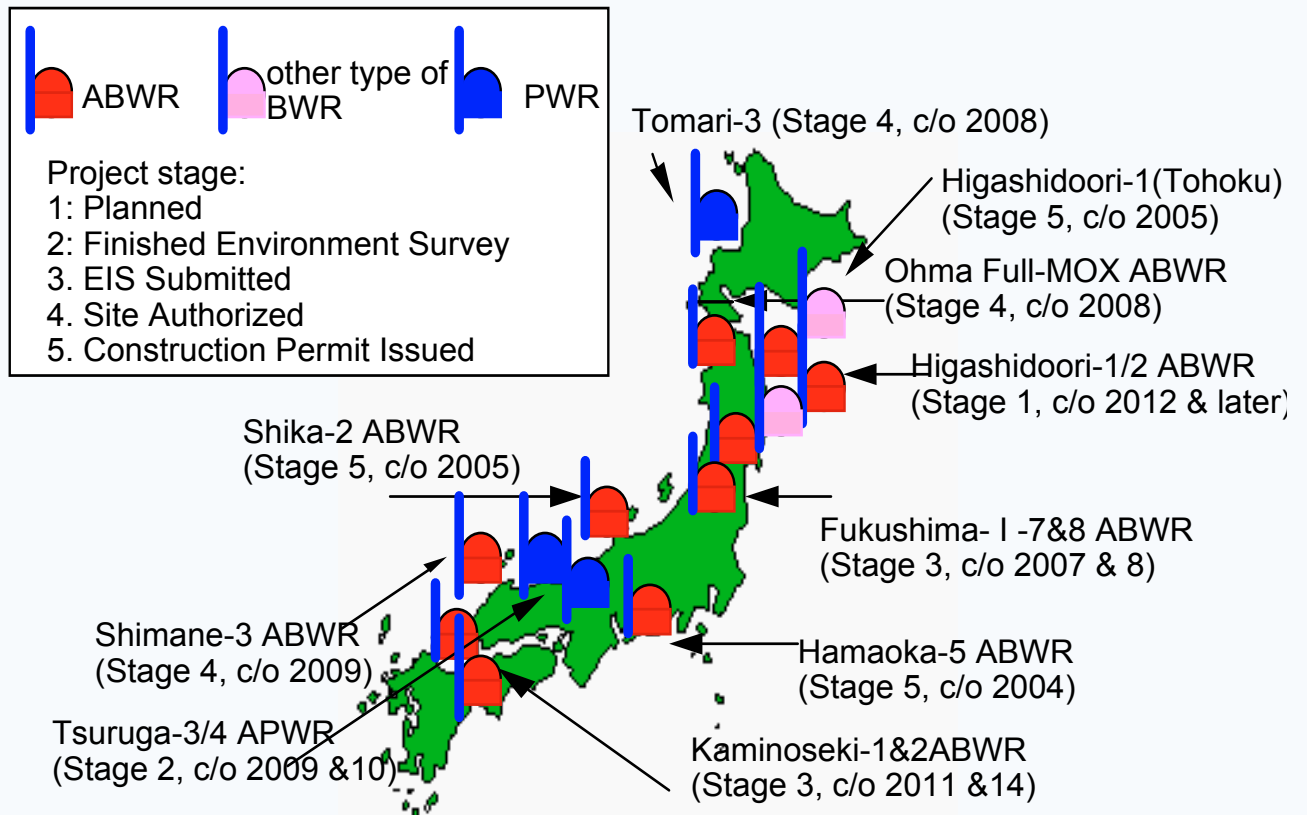 ABWR
other type of
BWR
PWR
Project stage:
1: Planned
2: Finished Environment Survey
3: EIS Submitted
4. Site Authorized
5. Construction Permit Issued
Tomari-3 (Stage 4, c/o 2008)
Higashidoori-1(Tohoku)
(Stage 5, c/o 2005)
Ohma Full-MOX ABWR
(Stage 4, c/o 2008)
Higashidoori-1/2 ABWR
(Stage 1, c/o 2012 & later)
Shika-2 ABWR
(Stage 5, c/o 2005)
Fukushima- I -7&8 ABWR
(Stage 3, c/o 2007 & 8)
Shimane-3 ABWR
(Stage 4, c/o 2009)
Hamaoka-5 ABWR
(Stage 5, c/o 2004)
Tsuruga-3/4 APWR
(Stage 2, c/o 2009 &10)
Kaminoseki-1&2ABWR
(Stage 3, c/o 2011 &14)